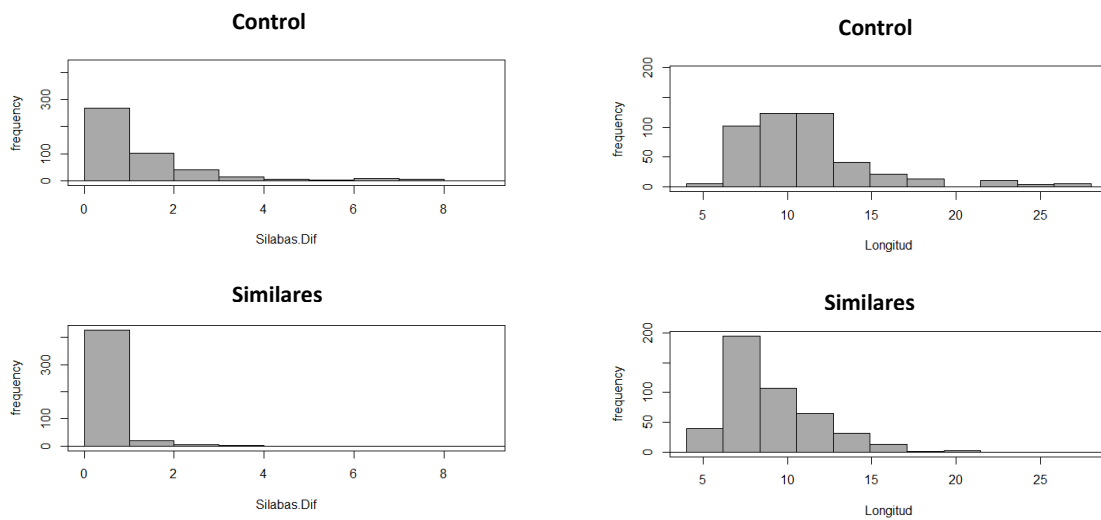 Control
frequency
300
100
0
0 2 4 6 8
Silabas.Dif
Control
frequency
200
100
50
0
5 10 15 20 25
Longitud
Similares
frequency
300
100
0
0 2 4 6 8
Silabas.Dif
Similares
frequency
200
100
50
0
5 10 15 20 25
Longitud